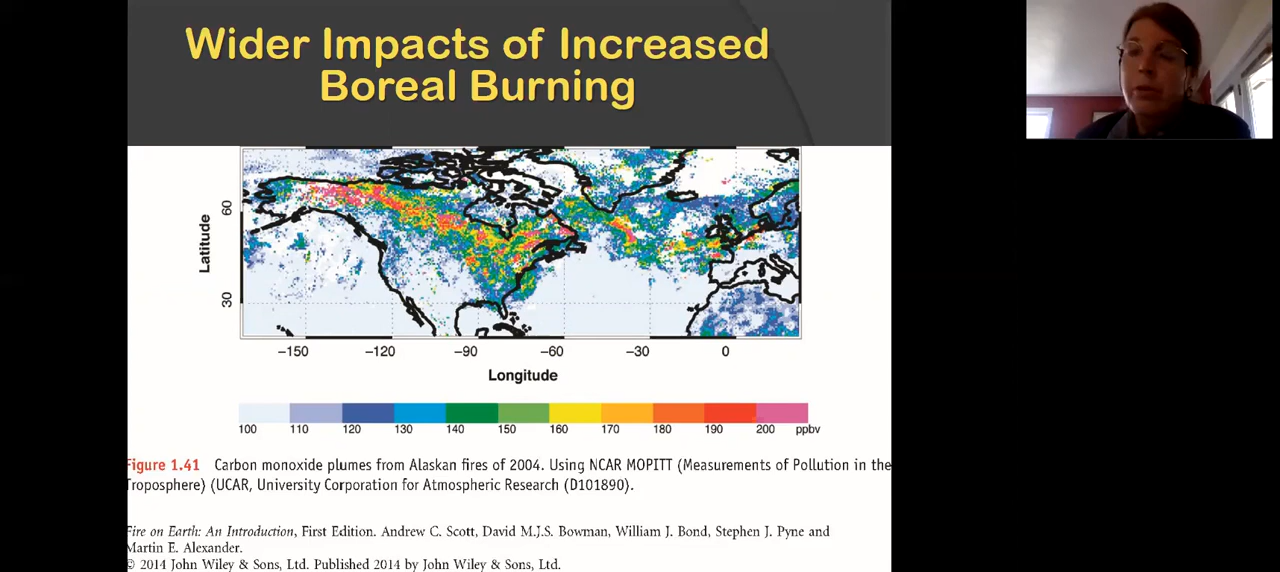 Wider Impacts of Increased
Boreal Burning
Latitude
60
30
−150 −120 −90 −60 −30 0
Longitude
100 110 120 130 140 150 160 170 180 190 200 ppbv
Figure 1.41 Carbon monoxide plumes from Alaskan fires of 2004. Using NCAR MOPITT (Measurements of Pollution in the
Troposphere) (UCAR, University Corporation for Atmospheric Research (D101890).
Fire on Earth: An Introduction, First Edition. Andrew C. Scott, David M.J.S. Bowman, William J. Bond, Stephen J. Pyne and
Martin E. Alexander.
© 2014 John Wiley & Sons, Ltd. Published 2014 by John Wiley & Sons, Ltd.